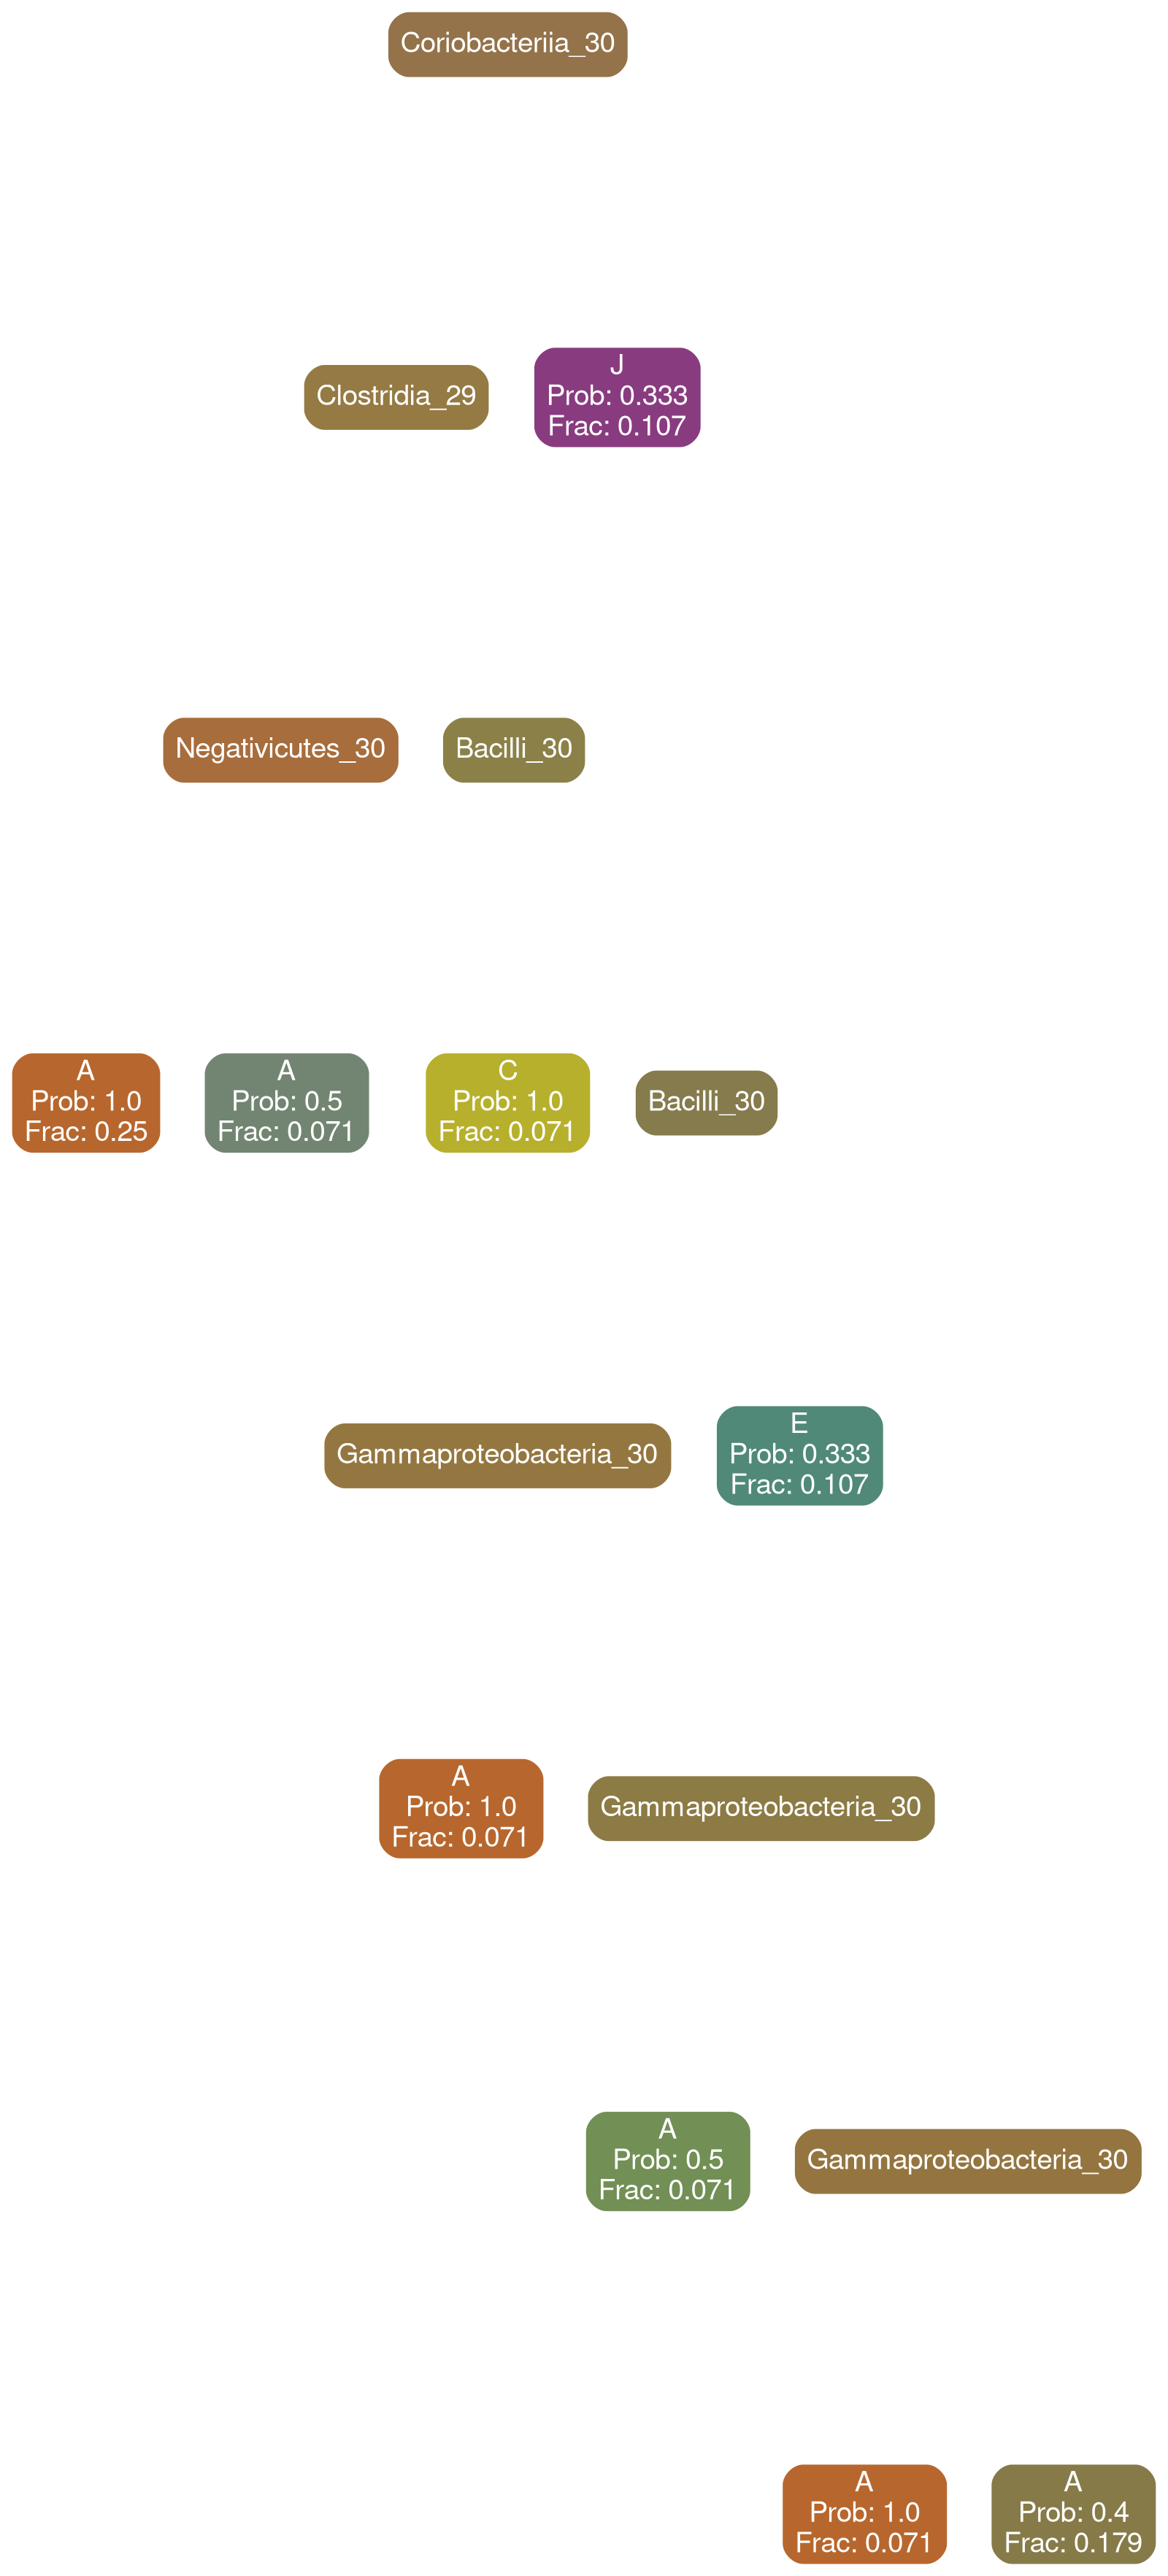 Coriobacteriia_30
Clostridia_29
J
Prob: 0.333
Frac: 0.107
Negativicutes_30
Bacilli_30
A
Prob: 1.0
Frac: 0.25
A
Prob: 0.5
Frac: 0.071
C
Prob: 1.0
Frac: 0.071
Bacilli_30
Gammaproteobacteria_30
E
Prob: 0.333
Frac: 0.107
A
Prob: 1.0
Frac: 0.071
Gammaproteobacteria_30
A
Prob: 0.5
Frac: 0.071
Gammaproteobacteria_30
A
Prob: 1.0
Frac: 0.071
A
Prob: 0.4
Frac: 0.179